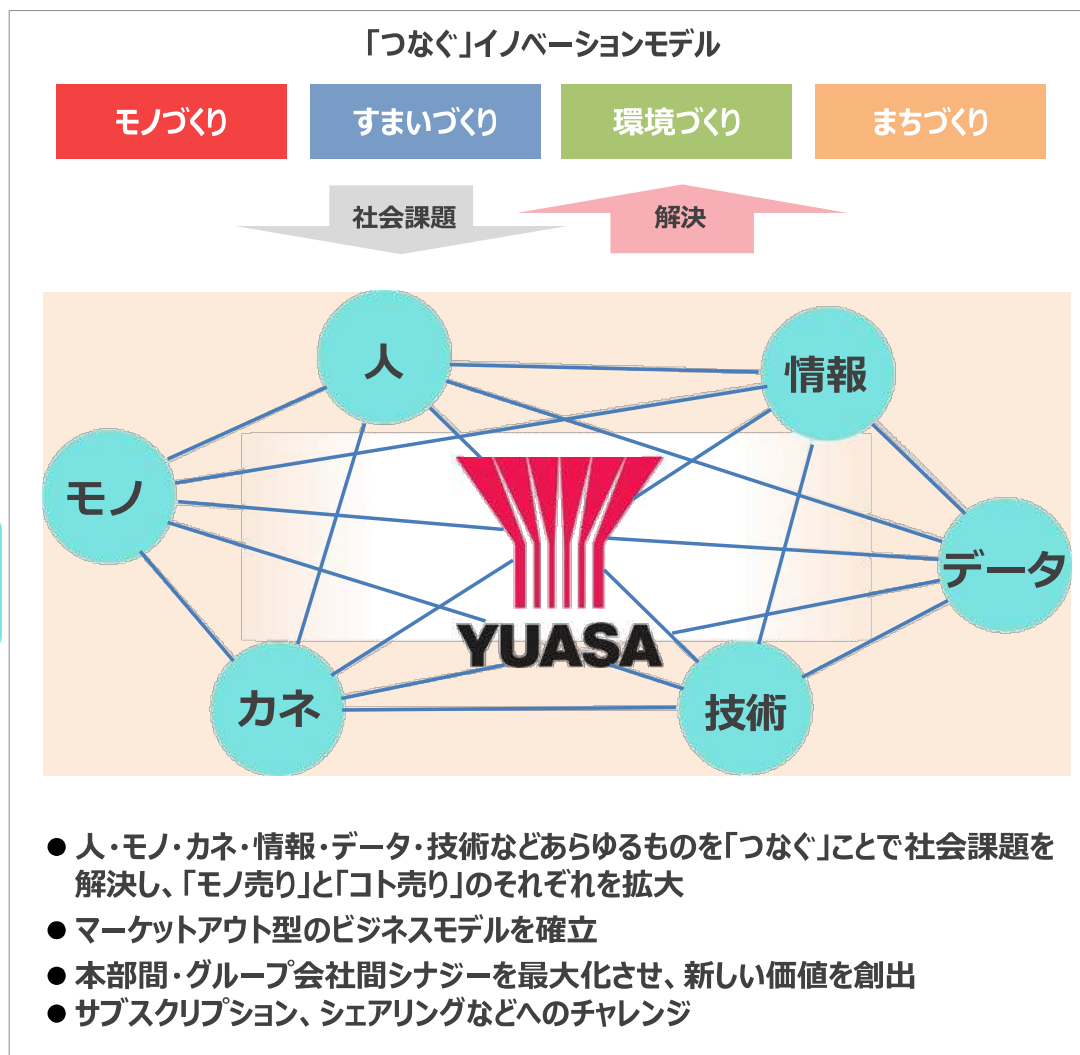 「つなぐ」イノベーションモデル
モノづくり
すまいづくり
環境づくり
まちづくり
社会課題
解決
人
情報
モノ
データ
YUASA
カネ
技術
● 人・モノ・カネ・情報・データ・技術などあらゆるものを「つなぐ」ことで社会課題を
解決し、「モノ売り」と「コト売り」のそれぞれを拡大
● マーケットアウト型のビジネスモデルを確立
● 本部間・グループ会社間シナジーを最大化させ、新しい価値を創出
● サブスクリプション、シェアリングなどへのチャレンジ